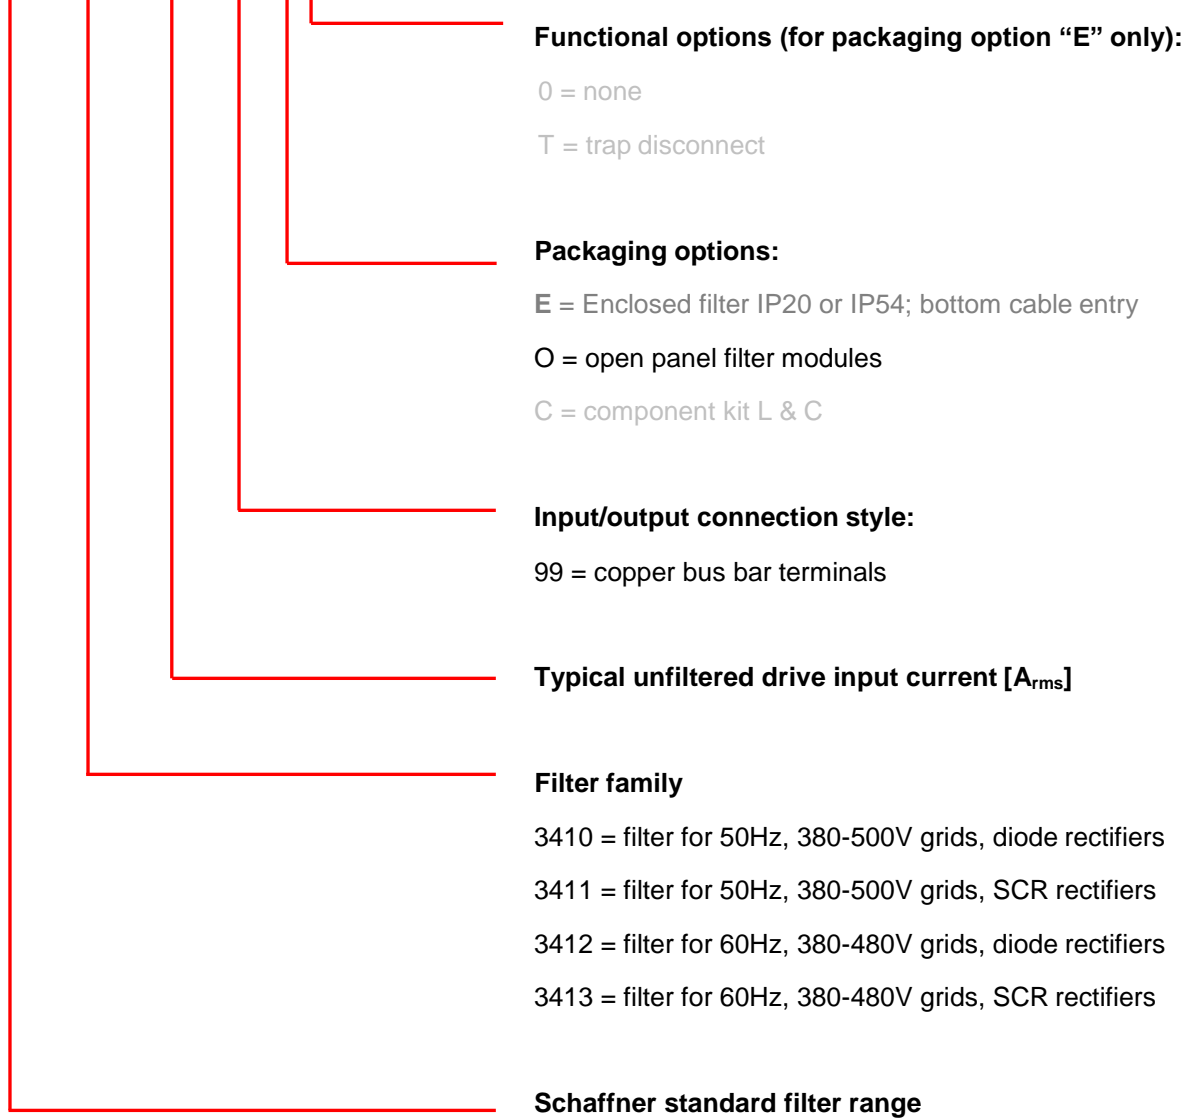 Functional options (for packaging option “E” only):
0 = none
T = trap disconnect
Packaging options:
E = Enclosed filter IP20 or IP54; bottom cable entry
O = open panel filter modules
C = component kit L & C
Input/output connection style:
99 = copper bus bar terminals
Typical unfiltered drive input current [Arms]
Filter family
3410 = filter for 50Hz, 380-500V grids, diode rectifiers
3411 = filter for 50Hz, 380-500V grids, SCR rectifiers
3412 = filter for 60Hz, 380-480V grids, diode rectifiers
3413 = filter for 60Hz, 380-480V grids, SCR rectifiers
Schaffner standard filter range